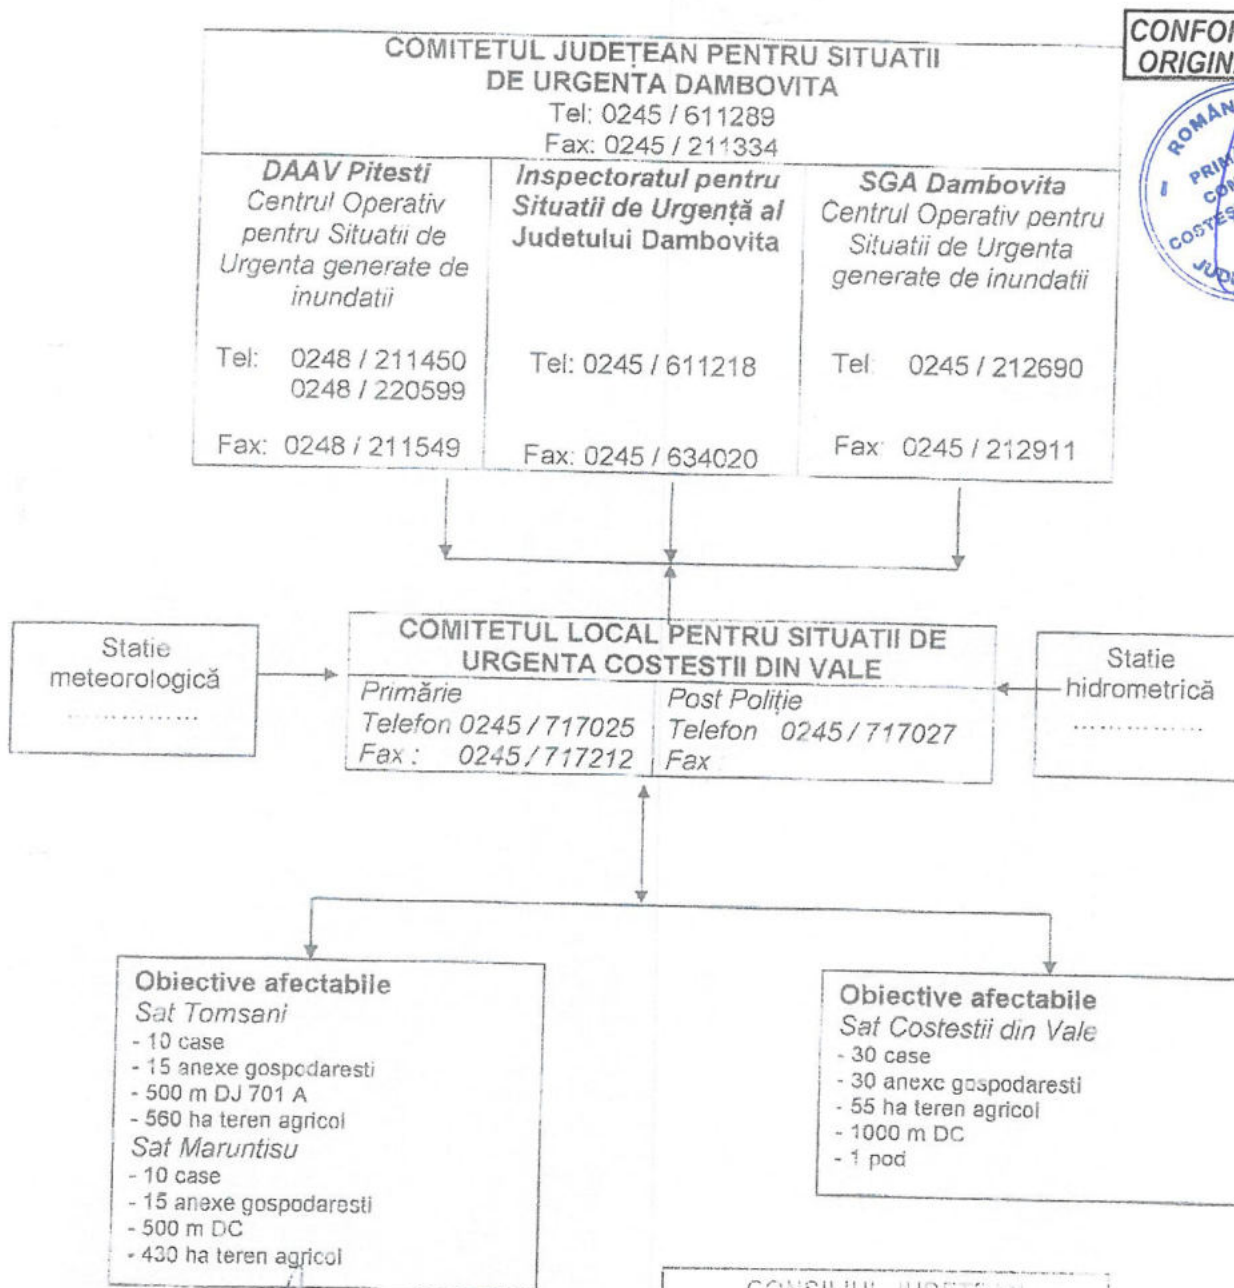 COMITETUL JUDEȚEAN PENTRU SITUATII
DE URGENTA DAMBOVITA
Tel: 0245 / 611289
Fax: 0245 / 211334
DAAV Pitesti
Centrul Operativ
pentru Situatii de
Urgenta generate de
inundatii
Tel: 0248 / 211450
0248 / 220599
Fax: 0248 / 211549
Inspectoratul pentru
Situatii de Urgență al
Judetului Dambovita
Tel: 0245 / 611218
Fax: 0245 / 634020
SGA Dambovita
Centrul Operativ pentru
Situatii de Urgenta
generate de inundatii
Tel: 0245 / 212690
Fax: 0245 / 212911
Statie
meteorologică
...............
COMITETUL LOCAL PENTRU SITUATII DE
URGENTA COSTESTII DIN VALE
Primărie
Telefon 0245 / 717025
Fax : 0245 / 717212
Post Poliție
Telefon 0245 / 717027
Fax
Statie
hidrometrică
...............
Obiective afectabile
Sat Tomsani
- 10 case
- 15 anexe gospodaresti
- 500 m DJ 701 A
- 560 ha teren agricol
Sat Maruntisu
- 10 case
- 15 anexe gospodaresti
- 500 m DC
- 430 ha teren agricol
Obiective afectabile
Sat Costestii din Vale
- 30 case
- 30 anexe gospodaresti
- 55 ha teren agricol
- 1000 m DC
- 1 pod